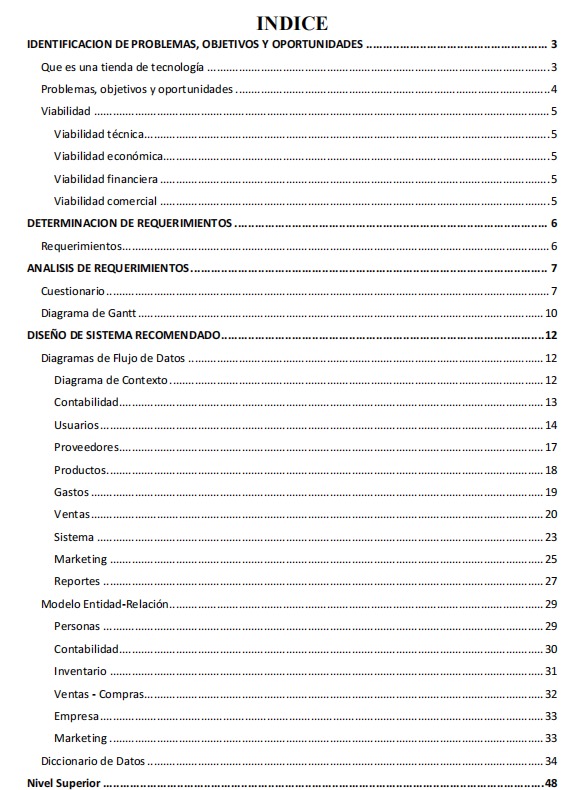 INDICE
IDENTIFICACION DE PROBLEMAS, OBJETIVOS Y OPORTUNIDADES ........ 3
Que es una tienda de tecnología ........ 3
Problemas, objetivos y oportunidades ........ 4
Viabilidad ........ 5
Viabilidad técnica ........ 5
Viabilidad económica ........ 5
Viabilidad financiera ........ 5
Viabilidad comercial ........ 5
DETERMINACION DE REQUERIMIENTOS ........ 6
Requerimientos ........ 6
ANALISIS DE REQUERIMIENTOS ........ 7
Cuestionario ........ 7
Diagrama de Gantt ........ 10
DISEÑO DE SISTEMA RECOMENDADO ........ 12
Diagramas de Flujo de Datos ........ 12
Diagrama de Contexto ........ 12
Contabilidad ........ 13
Usuarios ........ 14
Proveedores ........ 17
Productos ........ 18
Gastos ........ 19
Ventas ........ 20
Sistema ........ 23
Marketing ........ 25
Reportes ........ 27
Modelo Entidad-Relación ........ 29
Personas ........ 29
Contabilidad ........ 30
Inventario ........ 31
Ventas - Compras ........ 32
Empresa ........ 33
Marketing ........ 33
Diccionario de Datos ........ 34
Nivel Superior ........ 48